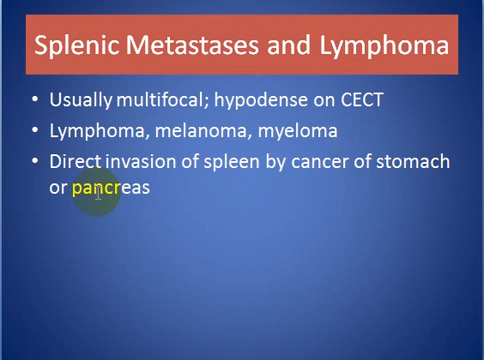 Splenic Metastases and Lymphoma
• Usually multifocal; hypodense on CECT
• Lymphoma, melanoma, myeloma
• Direct invasion of spleen by cancer of stomach
or pancreas